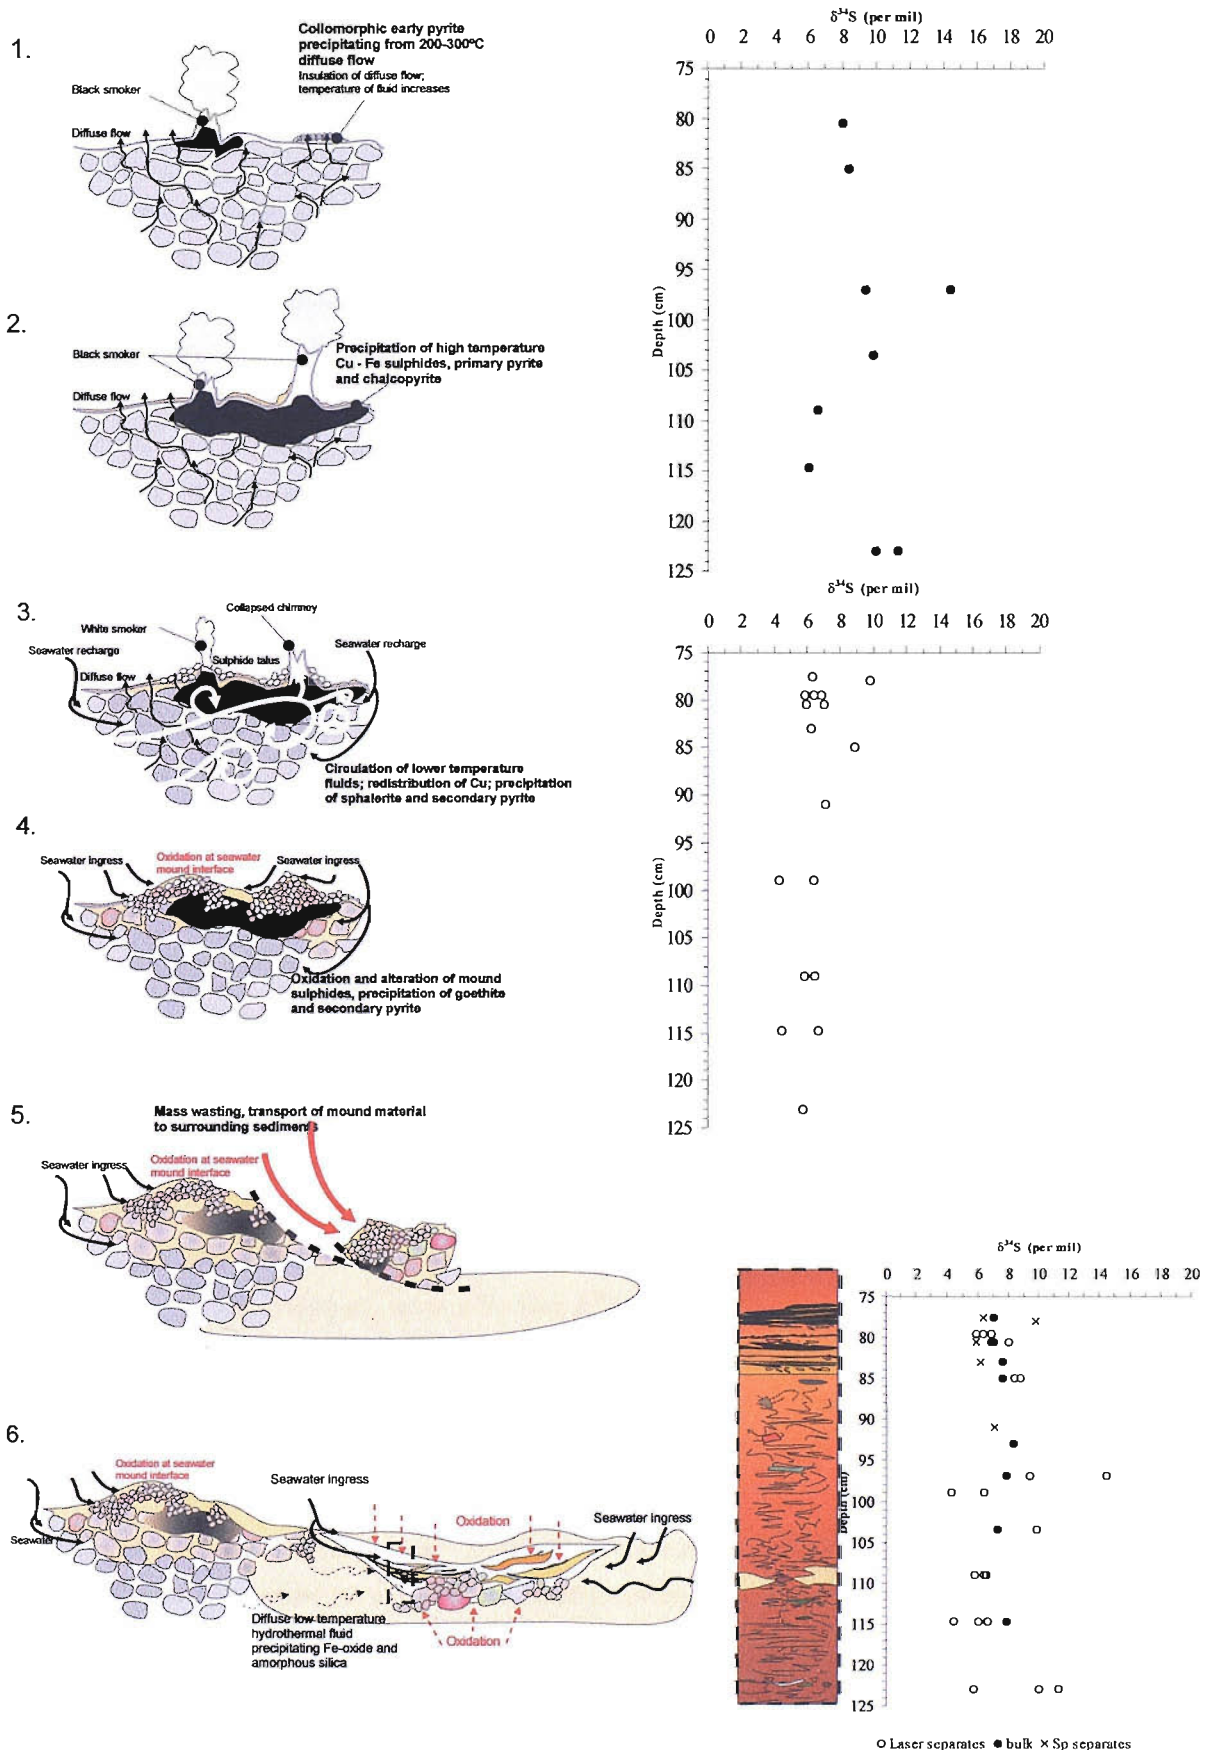 1.
Collomorphic early pyrite
precipitating from 200-300ºC
diffuse flow
Insulation of diffuse flow;
temperature of fluid increases
Black smoker
Diffuse flow
2.
Black smoker
Precipitation of high temperature
Cu - Fe sulphides, primary pyrite
and chalcopyrite
Diffuse flow
3.
Collapsed chimney
White smoker
Seawater recharge
Seawater recharge
Sulphide talus
Diffuse flow
Circulation of lower temperature
fluids; redistribution of Cu; precipitation
of sphalerite and secondary pyrite
4.
Seawater ingress
Oxidation at seawater
mound interface
Seawater ingress
Oxidation and alteration of mound
sulphides, precipitation of goethite
and secondary pyrite
5.
Mass wasting, transport of mound material
to surrounding sediments
Seawater ingress
Oxidation at seawater
mound interface
6.
Oxidation at seawater
mound interface
Seawater ingress
Oxidation
Seawater ingress
Seawater
Diffuse low temperature
hydrothermal fluid
precipitating Fe-oxide and
amorphous silica
Oxidation
δ³⁴S (per mil)
0 2 4 6 8 10 12 14 16 18 20
75
80
85
90
95
100
105
110
115
120
125
Depth (cm)
δ³⁴S (per mil)
0 2 4 6 8 10 12 14 16 18 20
75
80
85
90
95
100
105
110
115
120
125
Depth (cm)
δ³⁴S (per mil)
0 2 4 6 8 10 12 14 16 18 20
75
80
85
90
95
100
105
110
115
120
125
Depth (cm)
Laser separates bulk Sp separates